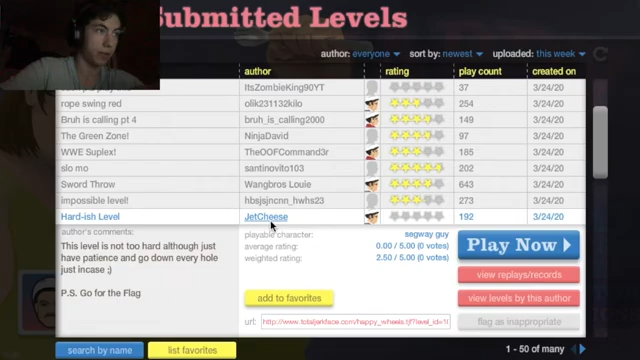 Submitted Levels
author: everyone sort by: newest uploaded: this week
author rating play count created on
ItsZombieKing90YT 37 3/24/20
rope swing red olik231132kilo 254 3/24/20
Bruh is calling pt 4 bruh_is_calling2000 149 3/24/20
The Green Zone! NinjaDavid 97 3/24/20
WWE Suplex! TheOOFCommand3r 185 3/24/20
slo mo santinovito103 202 3/24/20
Sword Throw Wangbros Louie 643 3/24/20
impossible level! hbsjsjncnn_hwhs23 273 3/24/20
Hard-ish Level JetCheese 192 3/24/20
author's comments:
This level is not too hard although just
have patience and go down every hole
just incase ;)
P.S. Go for the Flag
playable character: segway guy
average rating: 0.00 / 5.00 (0 votes)
weighted rating: 2.50 / 5.00 (0 votes)
Play Now
view replays/records
add to favorites view levels by this author
url: http://www.totaljerkface.com/happy_wheels.tjf?level_id= flag as inappropriate
search by name list favorites 1 - 50 of many